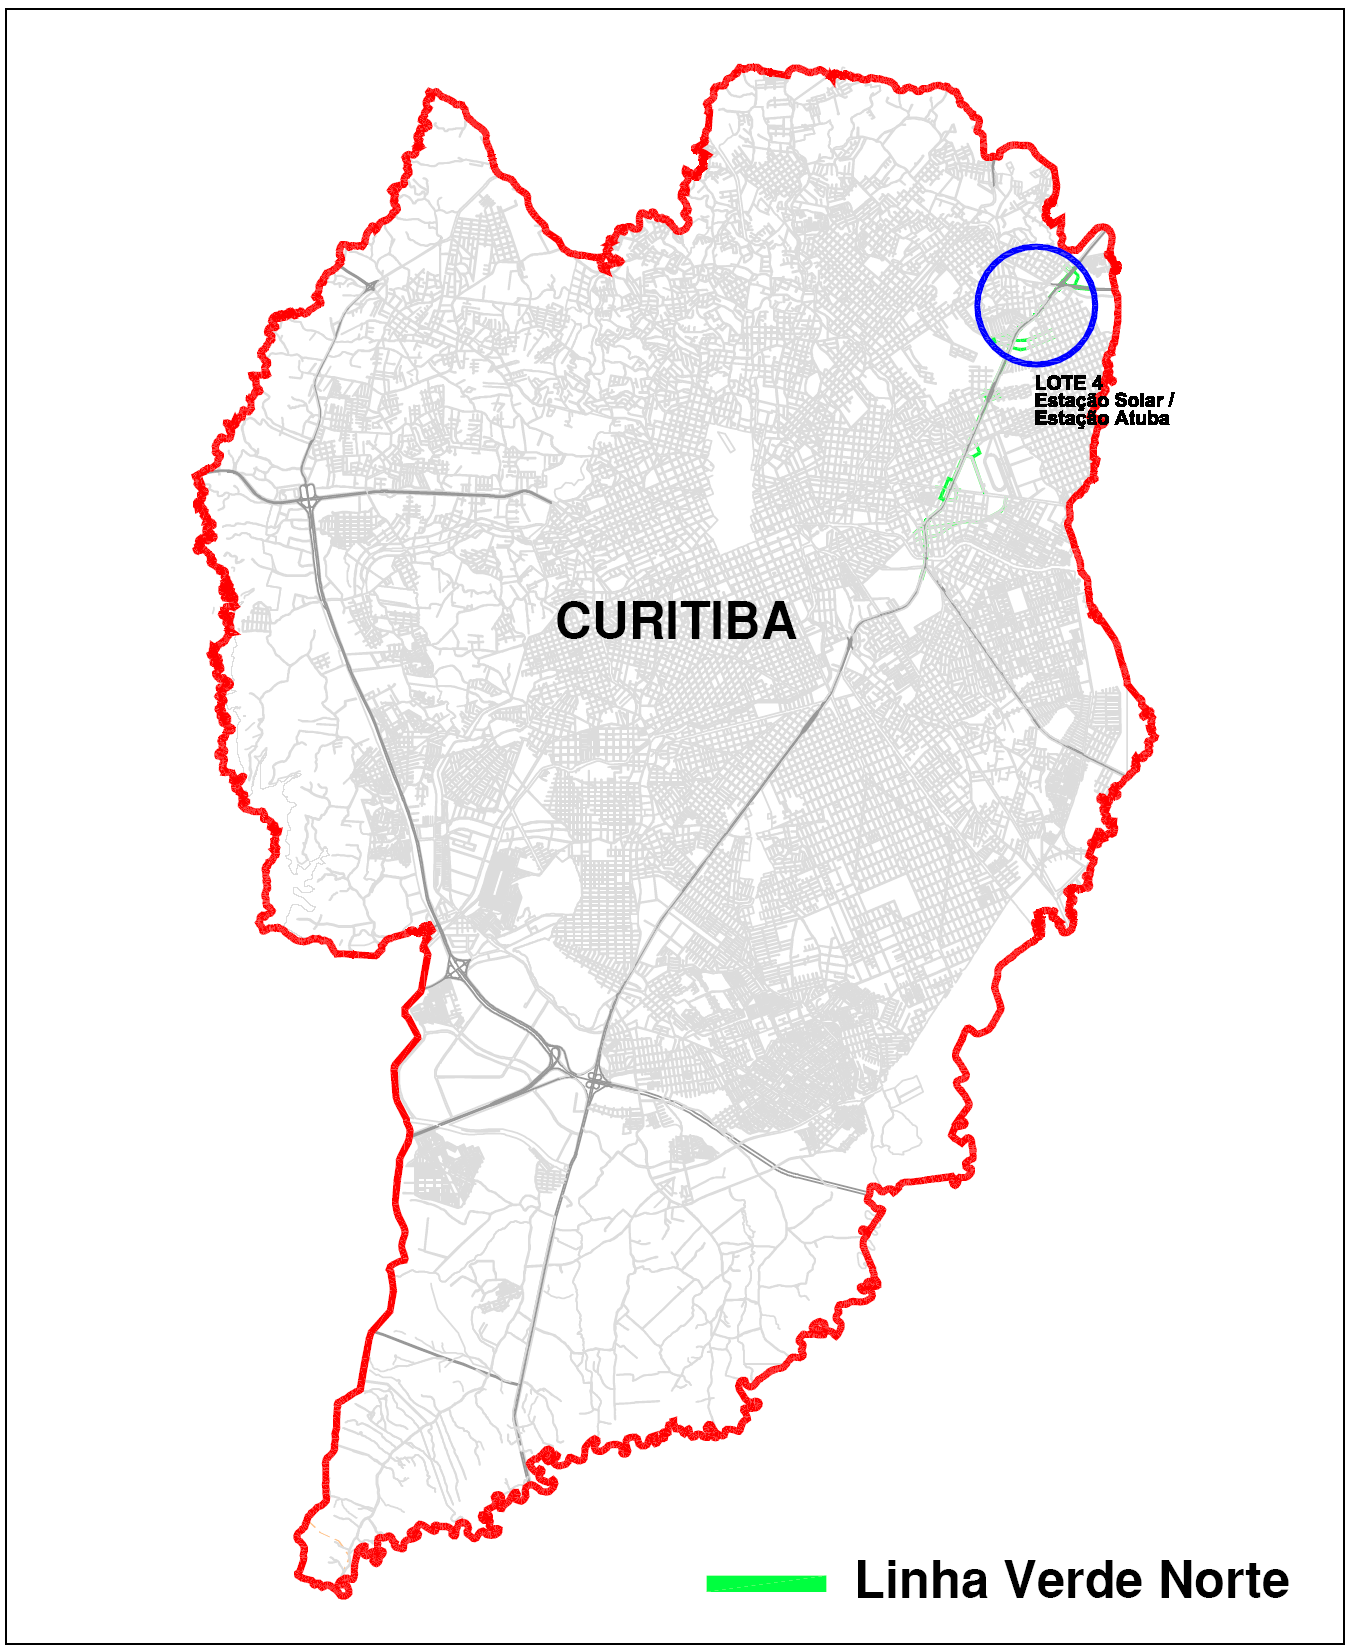 LOTE 4
Estação Solar /
Estação Atuba
CURITIBA
Linha Verde Norte